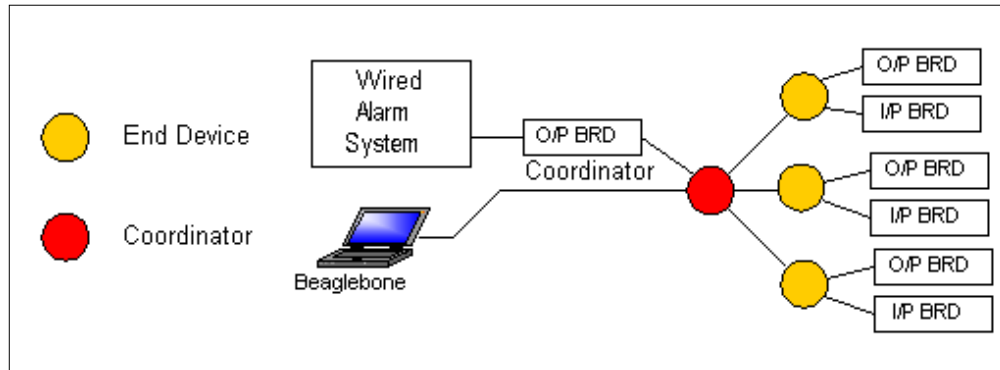 End Device
Coordinator
Wired
Alarm
System
O/P BRD
Coordinator
Beaglebone
O/P BRD
I/P BRD
O/P BRD
I/P BRD
O/P BRD
I/P BRD